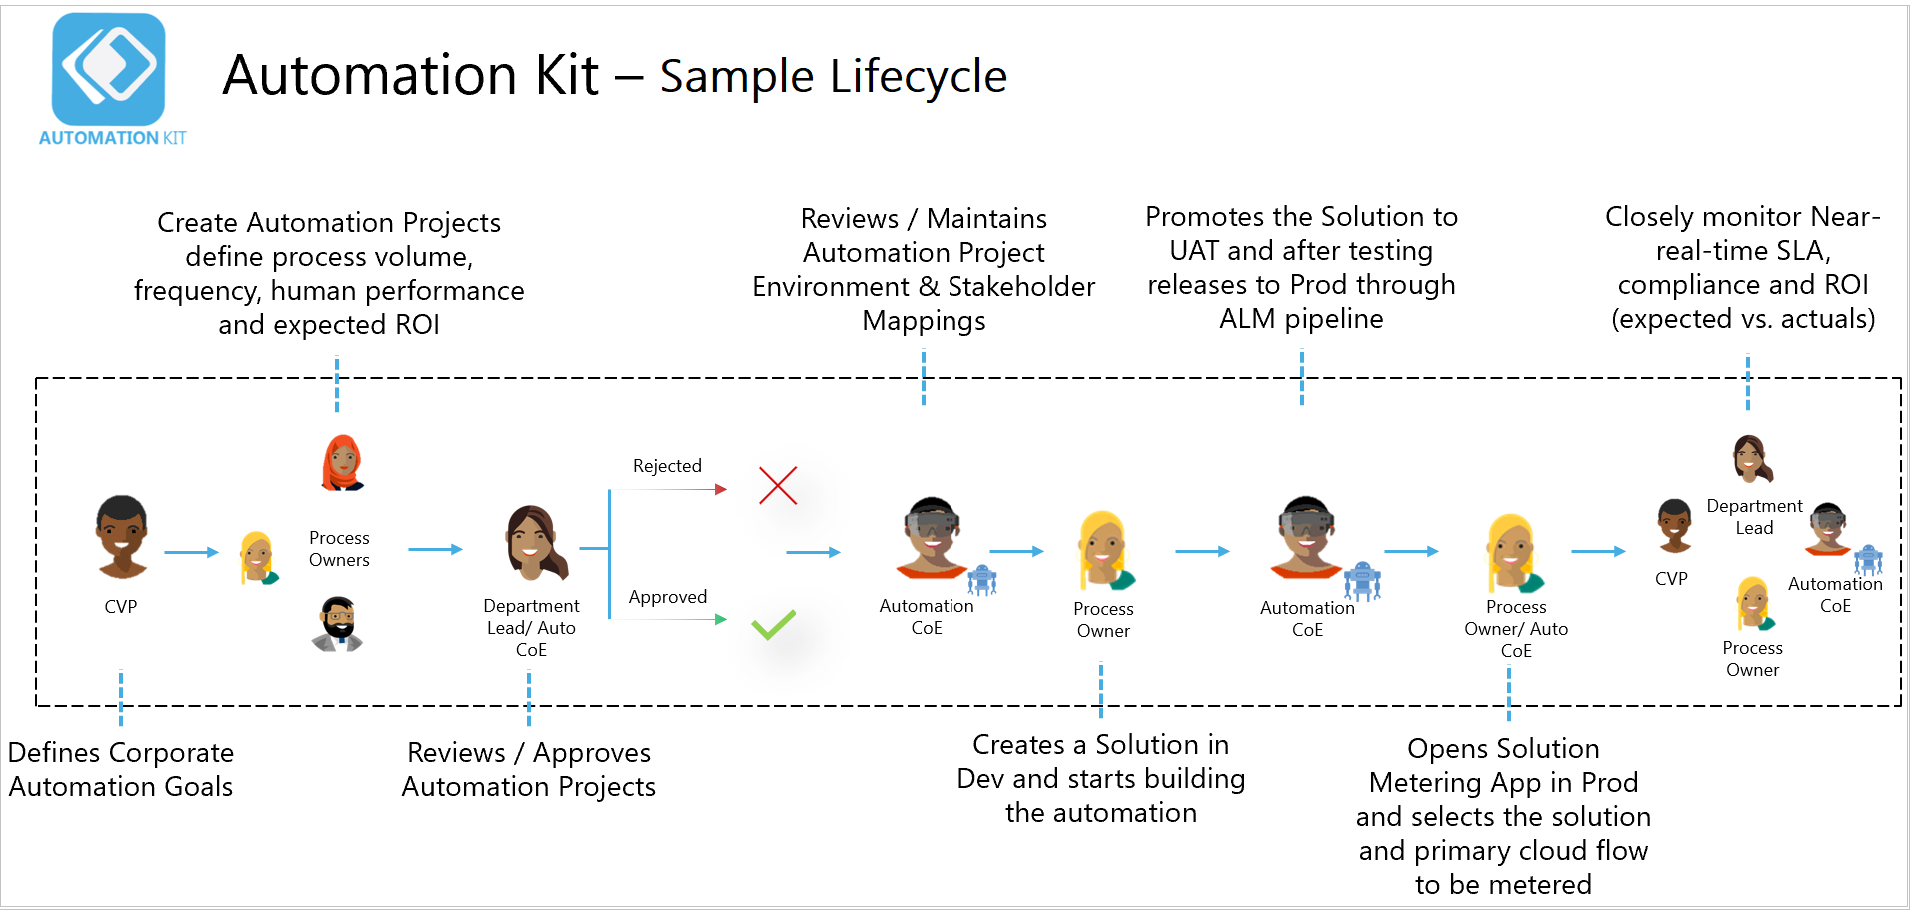 AUTOMATION KIT
Automation Kit – Sample Lifecycle
Create Automation Projects
define process volume,
frequency, human performance
and expected ROI
Reviews / Maintains
Automation Project
Environment & Stakeholder
Mappings
Promotes the Solution to
UAT and after testing
releases to Prod through
ALM pipeline
Closely monitor Near-
real-time SLA,
compliance and ROI
(expected vs. actuals)
CVP
Process
Owners
Department
Lead/ Auto
CoE
Rejected
Approved
Automation
CoE
Process
Owner
Automation
CoE
Process
Owner/ Auto
CoE
CVP
Department
Lead
Automation
CoE
Process
Owner
Defines Corporate
Automation Goals
Reviews / Approves
Automation Projects
Creates a Solution in
Dev and starts building
the automation
Opens Solution
Metering App in Prod
and selects the solution
and primary cloud flow
to be metered